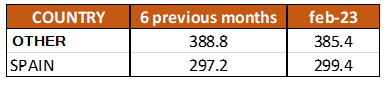 COUNTRY 6 previous months feb-23
OTHER 388.8 385.4
SPAIN 297.2 299.4